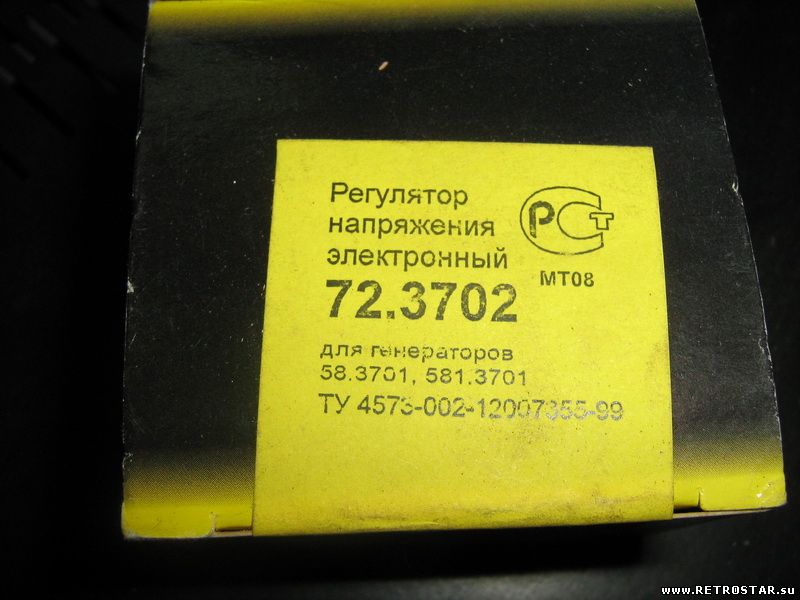 Регулятор
напряжения
электронный
72.3702
РСТ
МТ08
для генераторов
58.3701, 581.3701
ТУ 4573-002-12007355-99
www.RETROSTAR.su